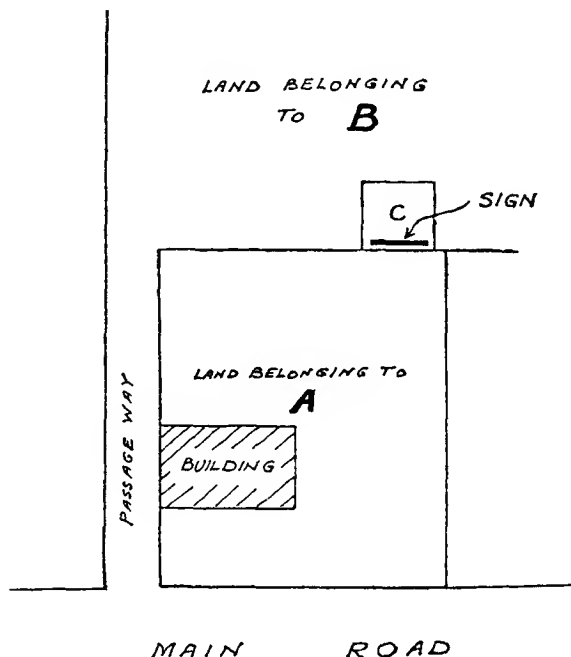 LAND BELONGING
TO B
C
SIGN
LAND BELONGING TO
A
BUILDING
PASSAGE WAY
MAIN ROAD